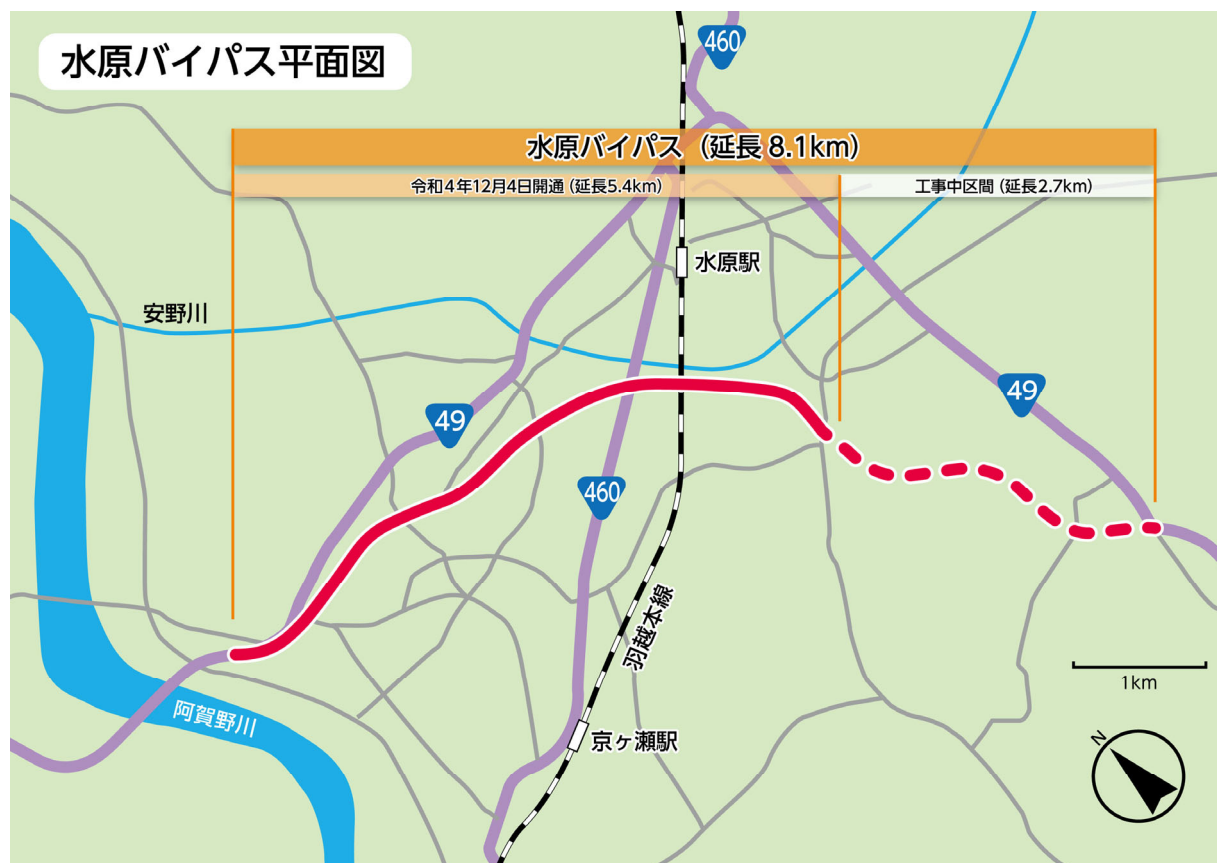 水原バイパス平面図
460
水原バイパス (延長 8.1km)
令和4年12月4日開通 (延長5.4km)
工事中区間 (延長2.7km)
水原駅
安野川
49
49
460
羽越本線
1km
阿賀野川
京ヶ瀬駅
N